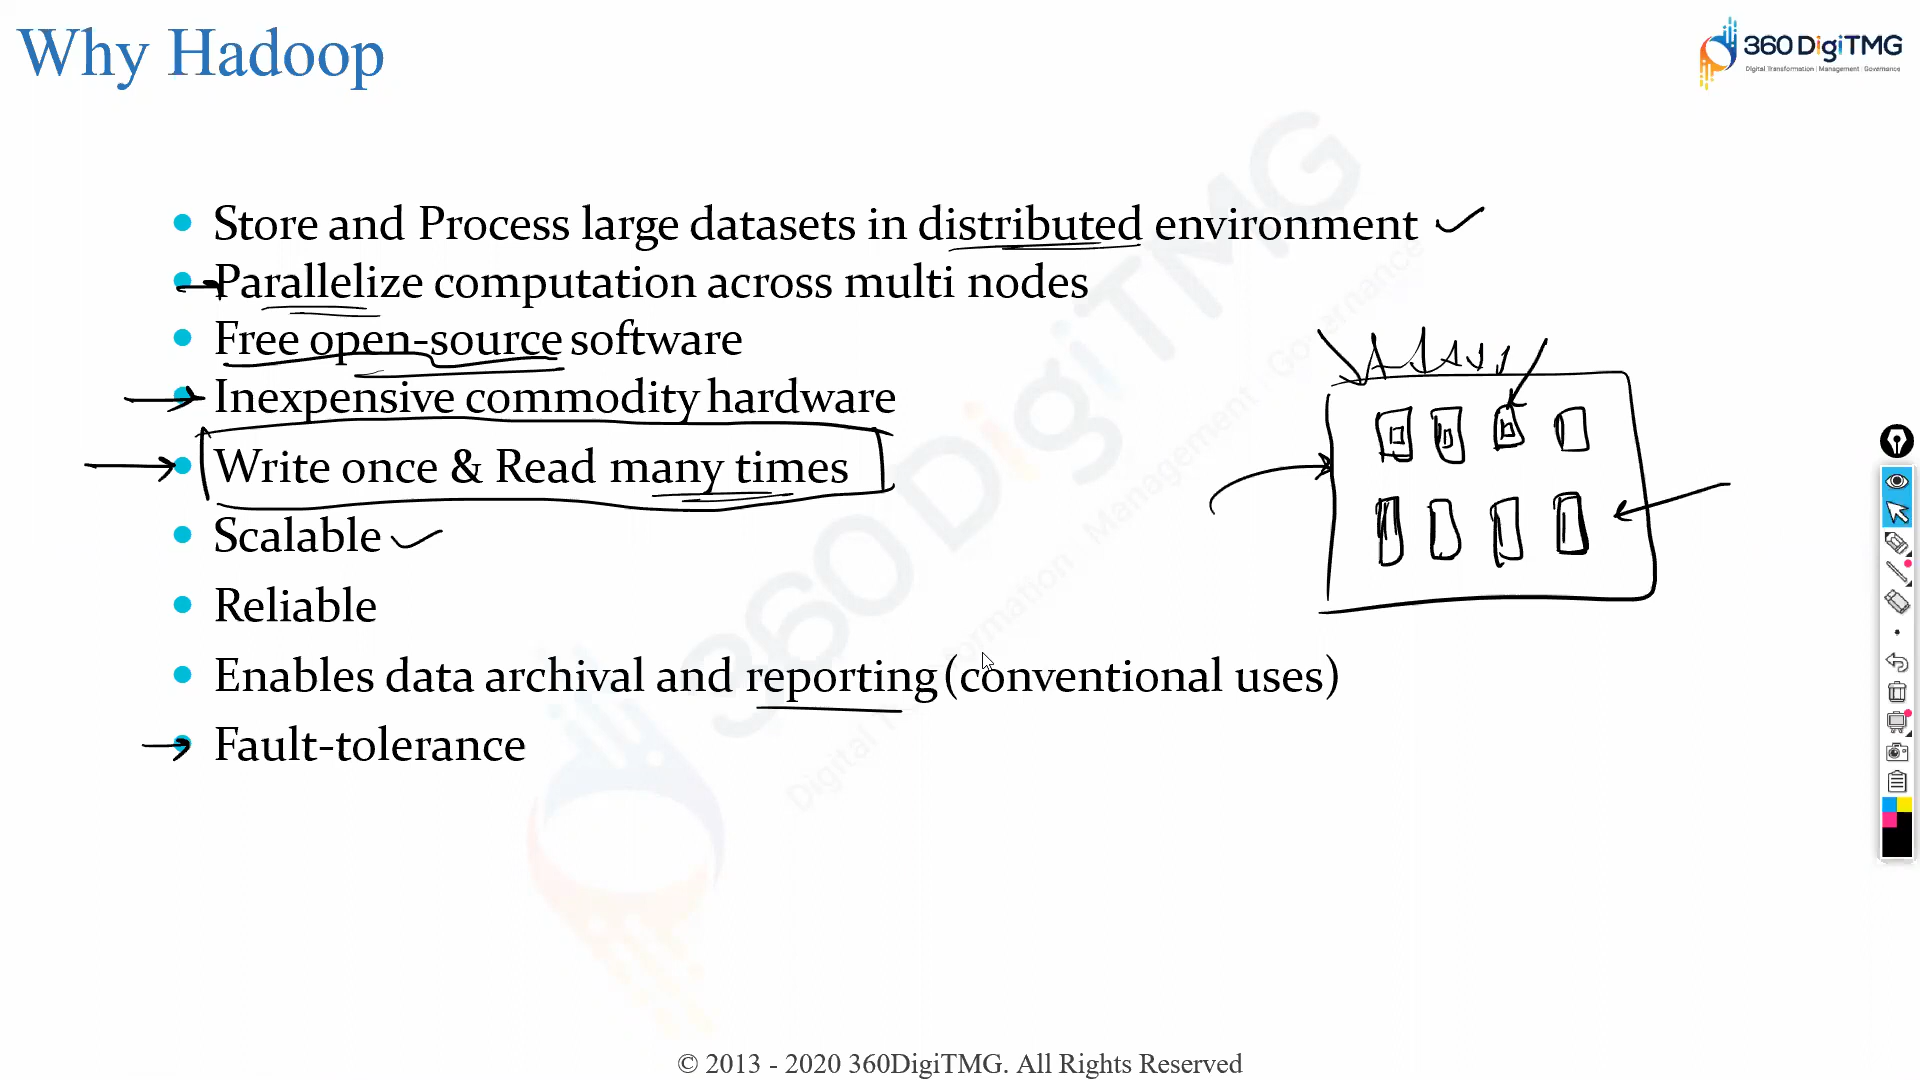 Why Hadoop
360DigiTMG
Digital Transformation | Management | Governance
Store and Process large datasets in distributed environment
Parallelize computation across multi nodes
Free open-source software
Inexpensive commodity hardware
Write once & Read many times
Scalable
Reliable
Enables data archival and reporting (conventional uses)
Fault-tolerance
360DigiTMG
© 2013 - 2020 360DigiTMG. All Rights Reserved